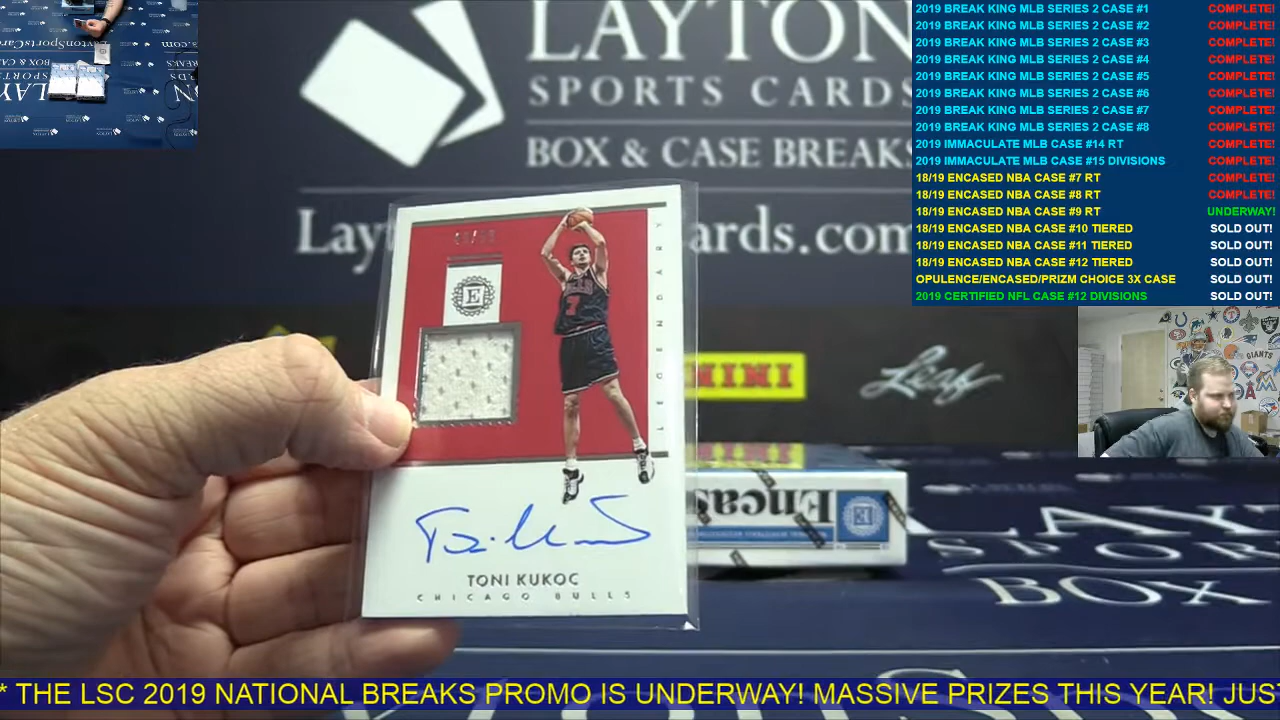 LAYTON
SPORTS CARDS
BOX & CASE BREAKS
Lay
ards.com
2019 BREAK KING MLB SERIES 2 CASE #1 COMPLETE!
2019 BREAK KING MLB SERIES 2 CASE #2 COMPLETE!
2019 BREAK KING MLB SERIES 2 CASE #3 COMPLETE!
2019 BREAK KING MLB SERIES 2 CASE #4 COMPLETE!
2019 BREAK KING MLB SERIES 2 CASE #5 COMPLETE!
2019 BREAK KING MLB SERIES 2 CASE #6 COMPLETE!
2019 BREAK KING MLB SERIES 2 CASE #7 COMPLETE!
2019 BREAK KING MLB SERIES 2 CASE #8 COMPLETE!
2019 IMMACULATE MLB CASE #14 RT COMPLETE!
2019 IMMACULATE MLB CASE #15 DIVISIONS COMPLETE!
18/19 ENCASED NBA CASE #7 RT COMPLETE!
18/19 ENCASED NBA CASE #8 RT COMPLETE!
18/19 ENCASED NBA CASE #9 RT UNDERWAY!
18/19 ENCASED NBA CASE #10 TIERED SOLD OUT!
18/19 ENCASED NBA CASE #11 TIERED SOLD OUT!
18/19 ENCASED NBA CASE #12 TIERED SOLD OUT!
OPULENCE/ENCASED/PRIZM CHOICE 3X CASE SOLD OUT!
2019 CERTIFIED NFL CASE #12 DIVISIONS SOLD OUT!
E
7
TONI KUKOC
CHICAGO BULLS
NINI
Leaf
GIANTS
Encas
LAY
SPOR
BOX
* THE LSC 2019 NATIONAL BREAKS PROMO IS UNDERWAY! MASSIVE PRIZES THIS YEAR! JUS